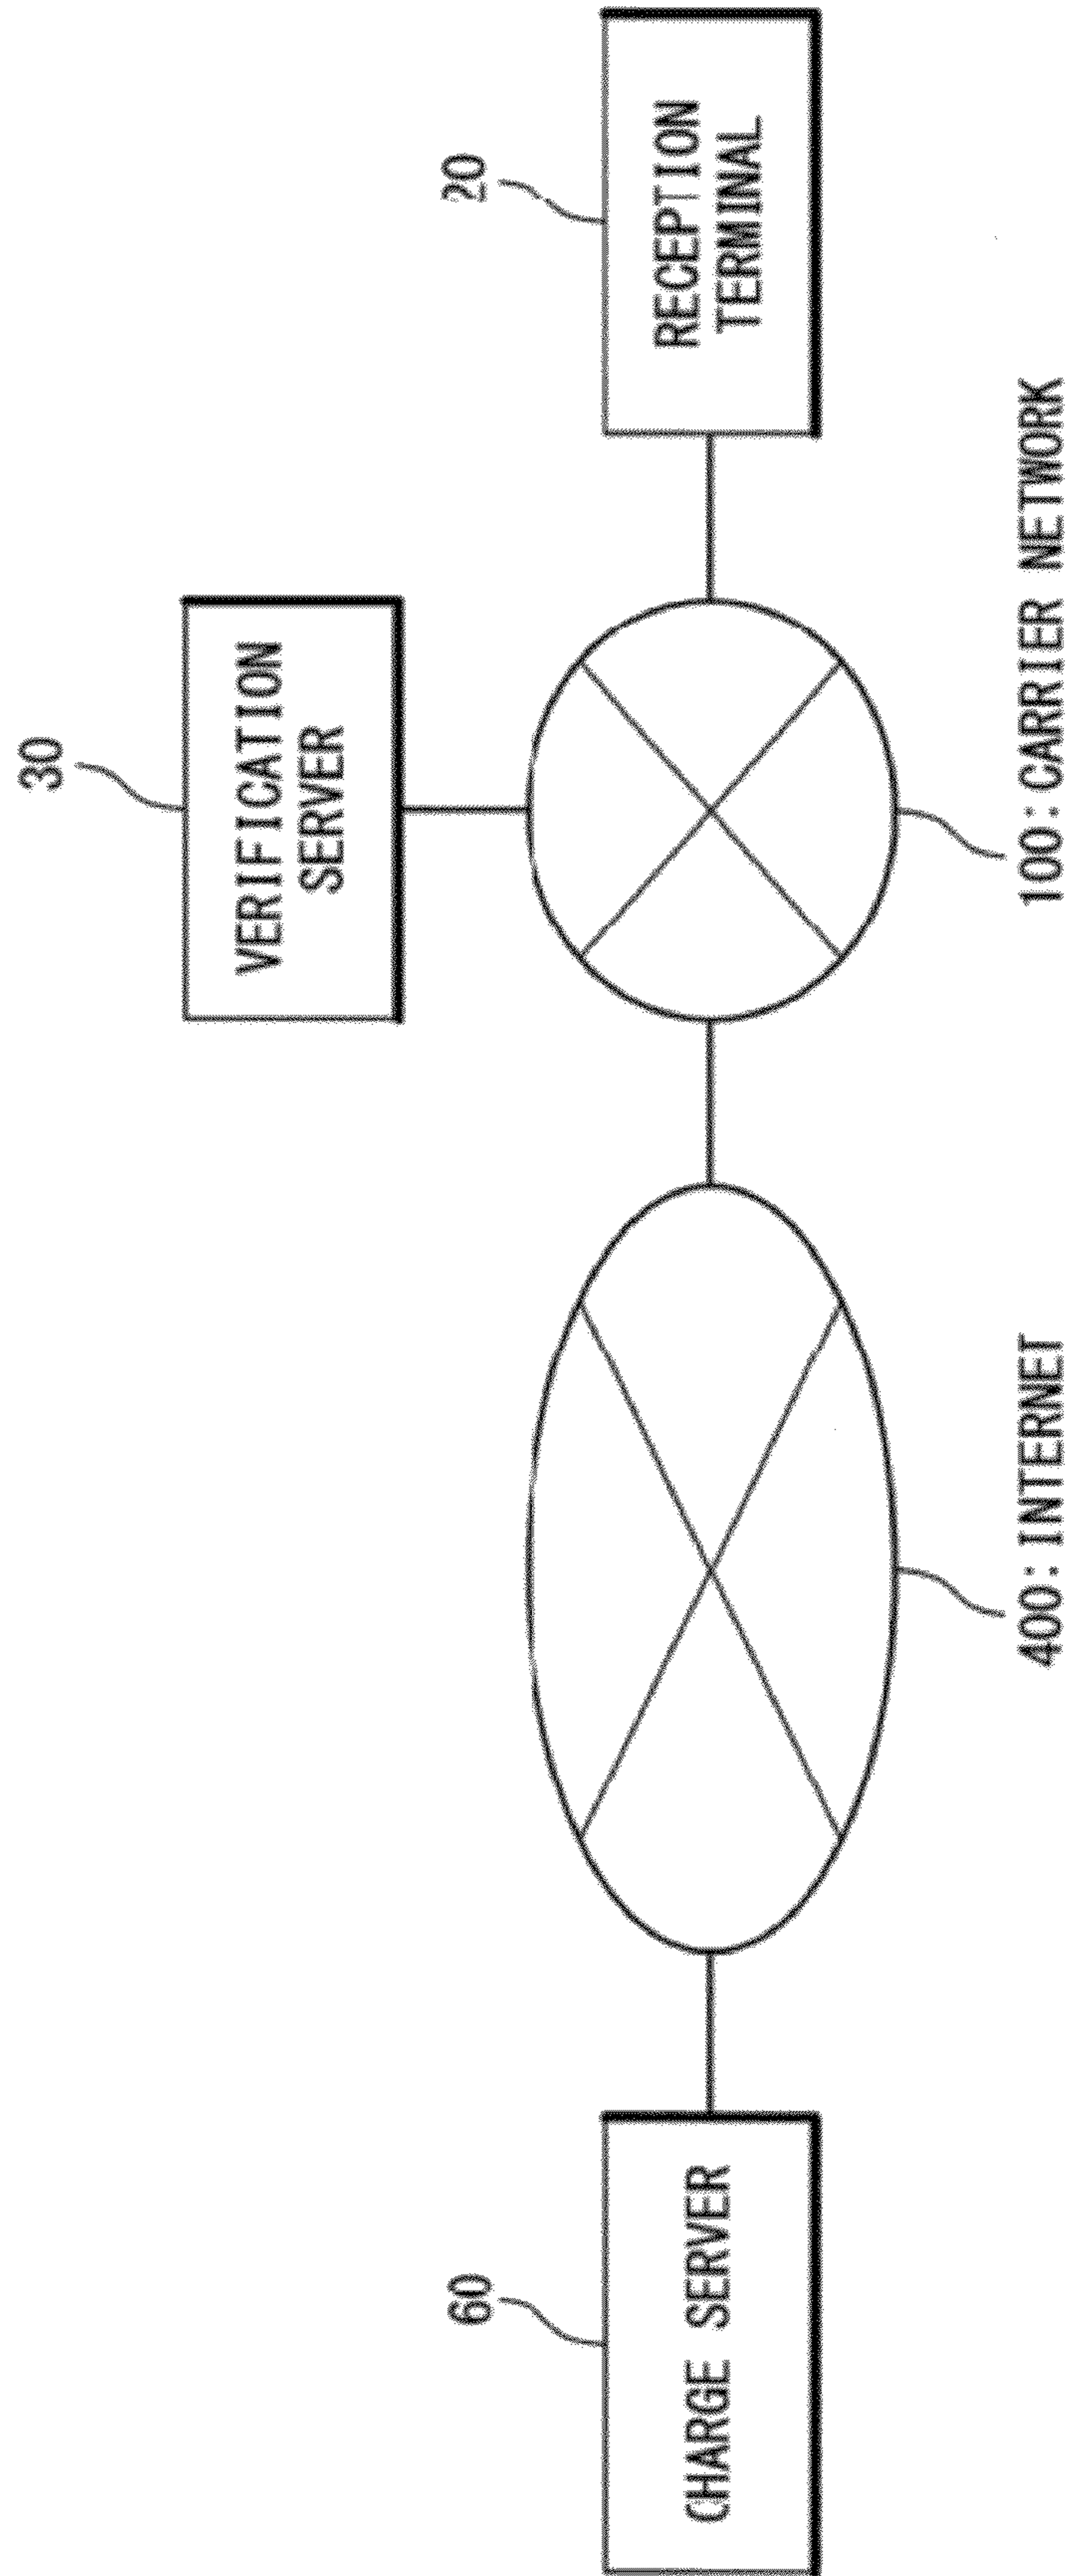 30
VERIFICATION
SERVER
60
CHARGE SERVER
20
RECEPTION
TERMINAL
400:INTERNET
100:CARRIER NETWORK